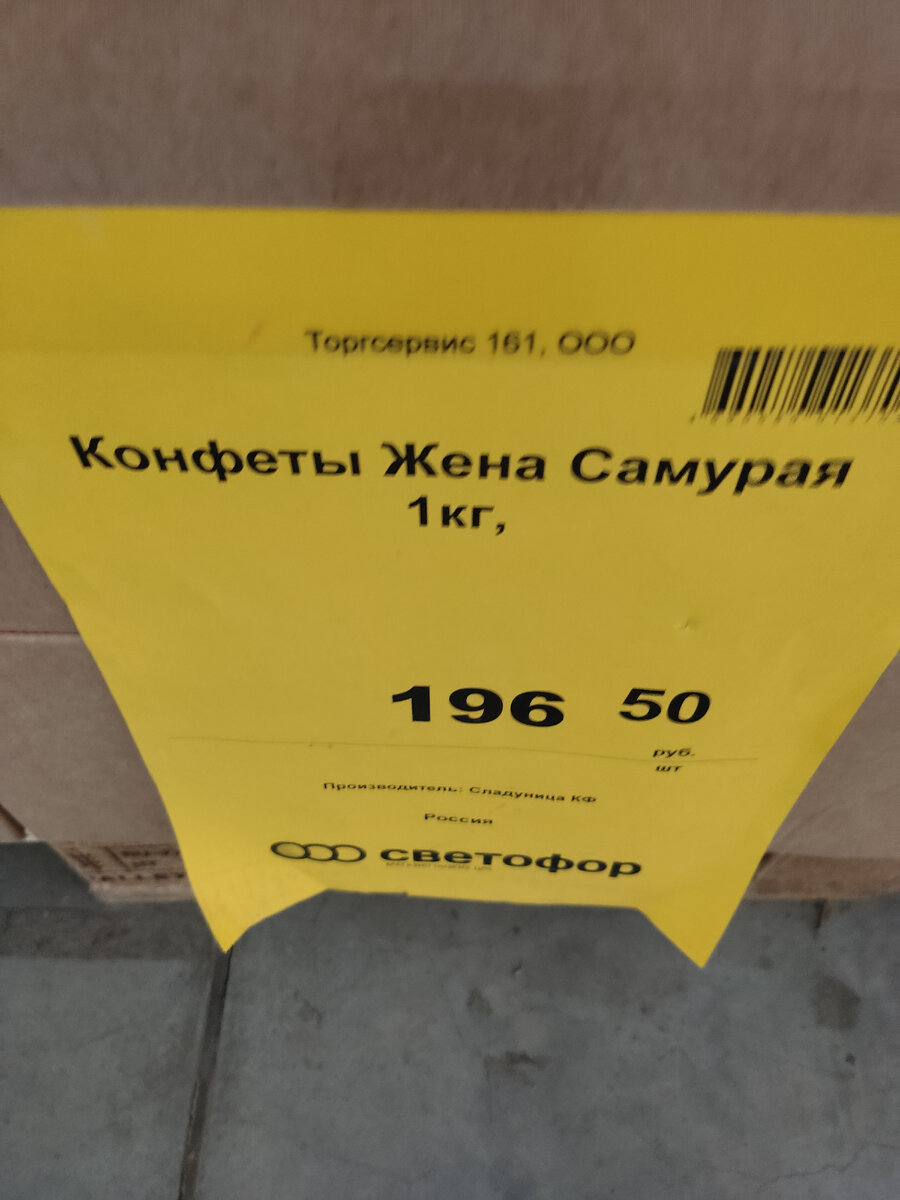 Торгсервис 161, ООО
Конфеты Жена Самурая
1кг,
196 50
руб.
шт
Производитель: Сладуница КФ
Россия
светофор